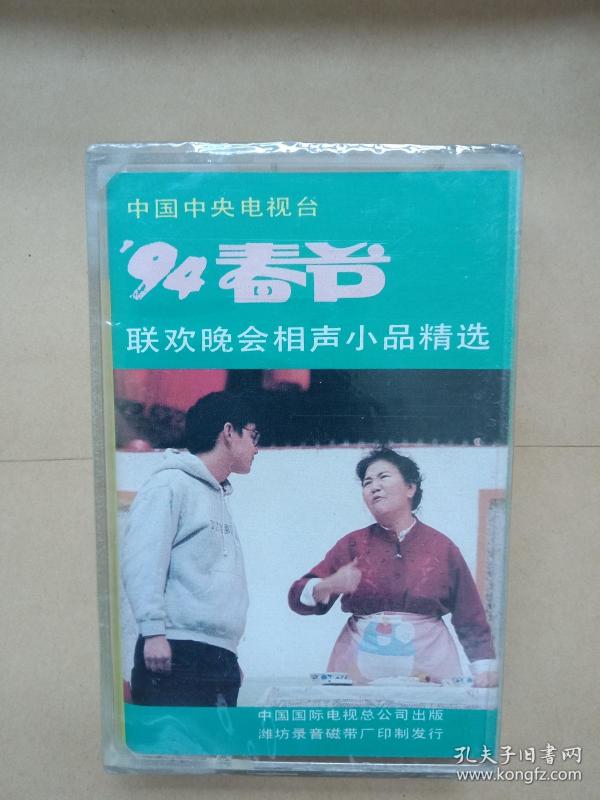 中国中央电视台
'94春节
联欢晚会相声小品精选
中国国际电视总公司出版
潍坊录音磁带厂印制发行
孔夫子旧书网
www.kongfz.com